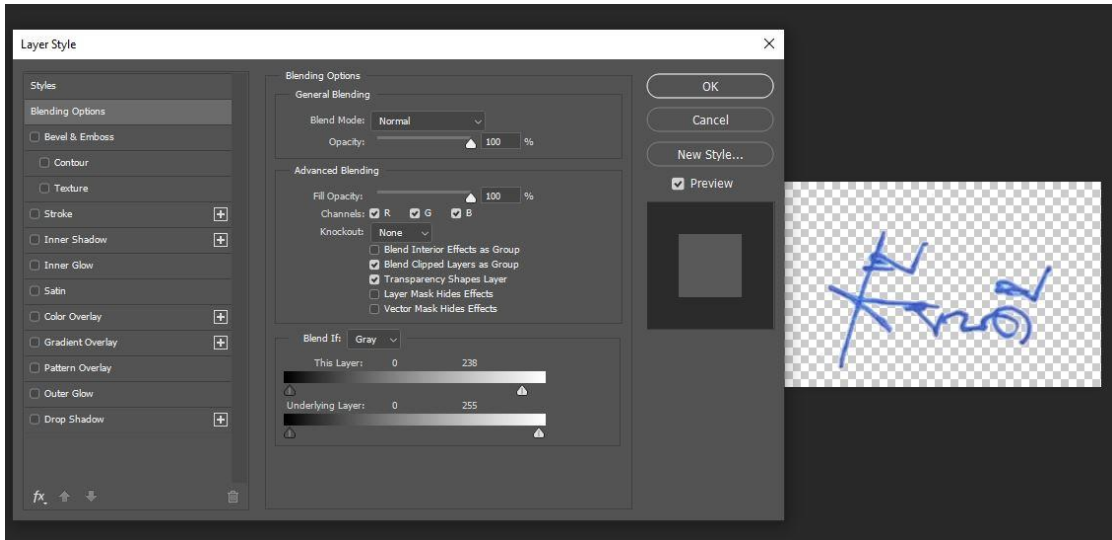 Layer Style
Styles
Blending Options
Bevel & Emboss
Contour
Texture
Stroke
Inner Shadow
Inner Glow
Satin
Color Overlay
Gradient Overlay
Pattern Overlay
Outer Glow
Drop Shadow
fx
Blending Options
General Blending
Blend Mode: Normal
Opacity: 100 %
Advanced Blending
Fill Opacity: 100 %
Channels: R G B
Knockout: None
Blend Interior Effects as Group
Blend Clipped Layers as Group
Transparency Shapes Layer
Layer Mask Hides Effects
Vector Mask Hides Effects
Blend If: Gray
This Layer: 0 238
Underlying Layer: 0 255
OK
Cancel
New Style...
Preview